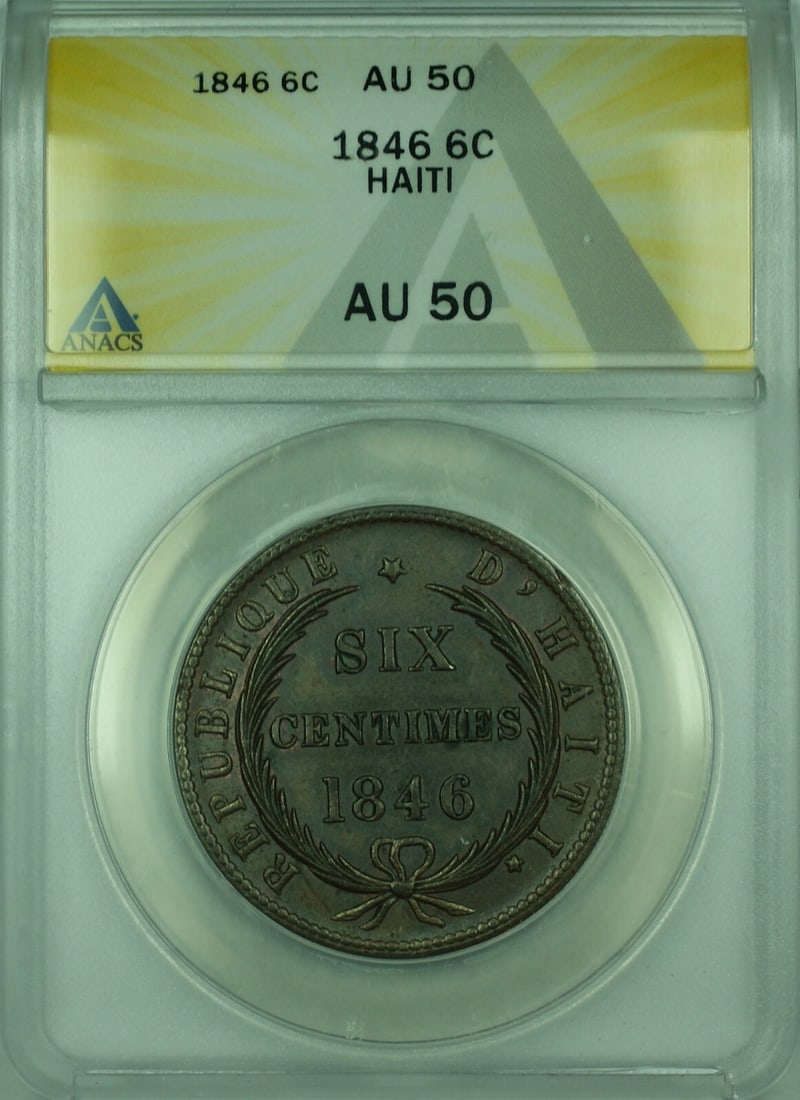 1846 6C AU 50
1846 6C
HAITI
AU 50
ANACS
REPUBLIQUE ☆ D'HAITI ☆
SIX
CENTIMES
1846